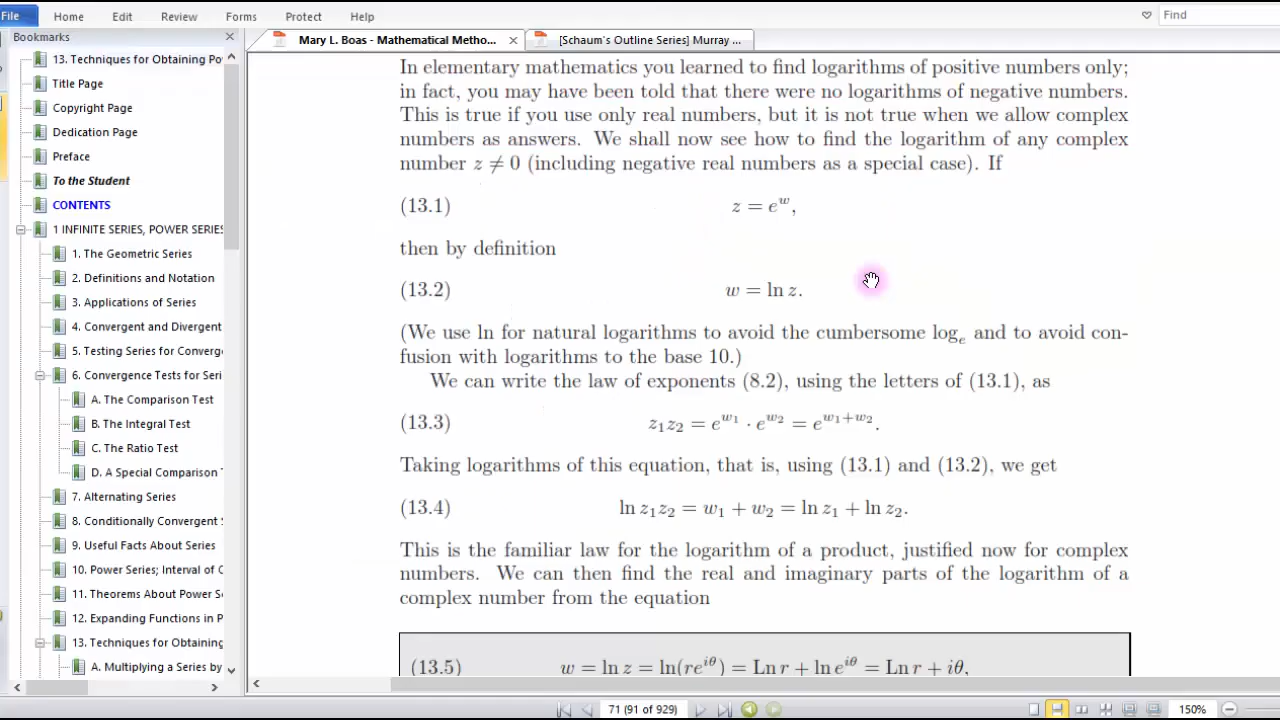 File Home Edit Review Forms Protect Help
Find
Bookmarks
Mary L. Boas - Mathematical Metho...
[Schaum's Outline Series] Murray ...
13. Techniques for Obtaining Po
Title Page
Copyright Page
Dedication Page
Preface
To the Student
CONTENTS
1 INFINITE SERIES, POWER SERIES
1. The Geometric Series
2. Definitions and Notation
3. Applications of Series
4. Convergent and Divergent
5. Testing Series for Converg
6. Convergence Tests for Seri
A. The Comparison Test
B. The Integral Test
C. The Ratio Test
D. A Special Comparison T
7. Alternating Series
8. Conditionally Convergent S
9. Useful Facts About Series
10. Power Series; Interval of C
11. Theorems About Power S
12. Expanding Functions in P
13. Techniques for Obtaining
A. Multiplying a Series by
In elementary mathematics you learned to find logarithms of positive numbers only;
in fact, you may have been told that there were no logarithms of negative numbers.
This is true if you use only real numbers, but it is not true when we allow complex
numbers as answers. We shall now see how to find the logarithm of any complex
number z ≠ 0 (including negative real numbers as a special case). If
(13.1) z = e^w,
then by definition
(13.2) w = ln z.
(We use ln for natural logarithms to avoid the cumbersome log_e and to avoid con-
fusion with logarithms to the base 10.)
We can write the law of exponents (8.2), using the letters of (13.1), as
(13.3) z₁z₂ = e^{w₁} · e^{w₂} = e^{w₁+w₂}.
Taking logarithms of this equation, that is, using (13.1) and (13.2), we get
(13.4) ln z₁z₂ = w₁ + w₂ = ln z₁ + ln z₂.
This is the familiar law for the logarithm of a product, justified now for complex
numbers. We can then find the real and imaginary parts of the logarithm of a
complex number from the equation
(13.5) w = ln z = ln(re^{iθ}) = Ln r + ln e^{iθ} = Ln r + iθ,
71 (91 of 929)
150%